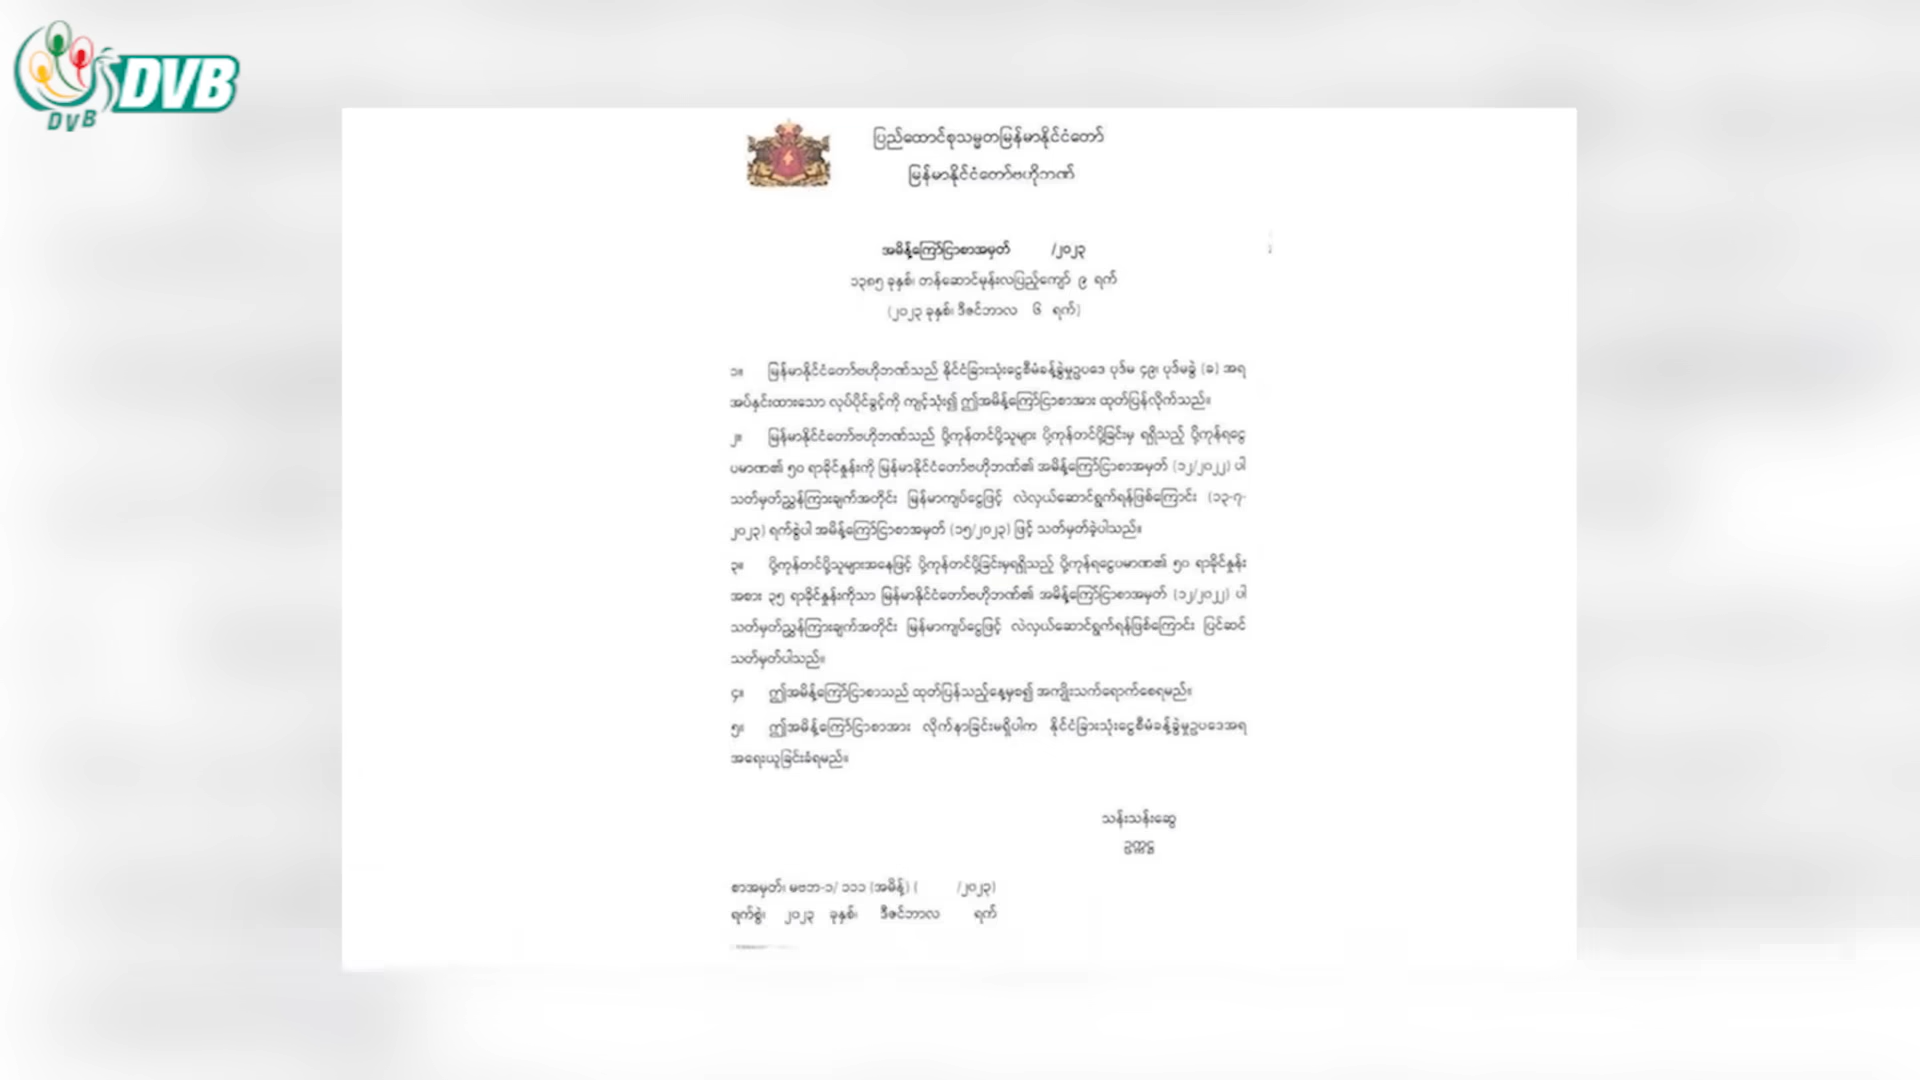 DVB
DVB
ပြည်ထောင်စုသမ္မတမြန်မာနိုင်ငံတော်
မြန်မာနိုင်ငံတော်ဗဟိုဘဏ်
အမိန့်ကြော်ငြာစာအမှတ် /၂၀၂၃
၁၃၈၅ ခုနှစ်၊ တန်ဆောင်မုန်းလပြည့်ကျော် ၉ ရက်
(၂၀၂၃ ခုနှစ်၊ ဒီဇင်ဘာလ ၆ ရက်)
၁။ မြန်မာနိုင်ငံတော်ဗဟိုဘဏ်သည် နိုင်ငံခြားသုံးငွေစီမံခန့်ခွဲမှုဥပဒေ ပုဒ်မ ၄၉၊ ပုဒ်မခွဲ (ခ) အရ
အပ်နှင်းထားသော လုပ်ပိုင်ခွင့်ကို ကျင့်သုံး၍ ဤအမိန့်ကြော်ငြာစာအား ထုတ်ပြန်လိုက်သည်။
၂။ မြန်မာနိုင်ငံတော်ဗဟိုဘဏ်သည် ပို့ကုန်တင်ပို့သူများ ပို့ကုန်တင်ပို့ခြင်းမှ ရရှိသည့် ပို့ကုန်ရငွေ
ပမာဏ၏ ၅၀ ရာခိုင်နှုန်းကို မြန်မာနိုင်ငံတော်ဗဟိုဘဏ်၏ အမိန့်ကြော်ငြာစာအမှတ် (၁၂/၂၀၂၂) ပါ
သတ်မှတ်ညွှန်ကြားချက်အတိုင်း မြန်မာကျပ်ငွေဖြင့် လဲလှယ်ဆောင်ရွက်ရန်ဖြစ်ကြောင်း (၁၃-၇-
၂၀၂၃) ရက်စွဲပါ အမိန့်ကြော်ငြာစာအမှတ် (၁၅/၂၀၂၃) ဖြင့် သတ်မှတ်ခဲ့ပါသည်။
၃။ ပို့ကုန်တင်ပို့သူများအနေဖြင့် ပို့ကုန်တင်ပို့ခြင်းမှရရှိသည့် ပို့ကုန်ရငွေပမာဏ၏ ၅၀ ရာခိုင်နှုန်း
အစား ၃၅ ရာခိုင်နှုန်းကိုသာ မြန်မာနိုင်ငံတော်ဗဟိုဘဏ်၏ အမိန့်ကြော်ငြာစာအမှတ် (၁၂/၂၀၂၂) ပါ
သတ်မှတ်ညွှန်ကြားချက်အတိုင်း မြန်မာကျပ်ငွေဖြင့် လဲလှယ်ဆောင်ရွက်ရန်ဖြစ်ကြောင်း ပြင်ဆင်
သတ်မှတ်ပါသည်။
၄။ ဤအမိန့်ကြော်ငြာစာသည် ထုတ်ပြန်သည့်နေ့မှစ၍ အကျိုးသက်ရောက်စေရမည်။
၅။ ဤအမိန့်ကြော်ငြာစာအား လိုက်နာခြင်းမရှိပါက နိုင်ငံခြားသုံးငွေစီမံခန့်ခွဲမှုဥပဒေအရ
အရေးယူခြင်းခံရမည်။
သန်းသန်းဆွေ
ဥက္ကဋ္ဌ
စာအမှတ်၊ မဗဘ-၁/ ၁၁၁ (အမိန့်) ( /၂၀၂၃)
ရက်စွဲ၊ ၂၀၂၃ ခုနှစ်၊ ဒီဇင်ဘာလ ရက်